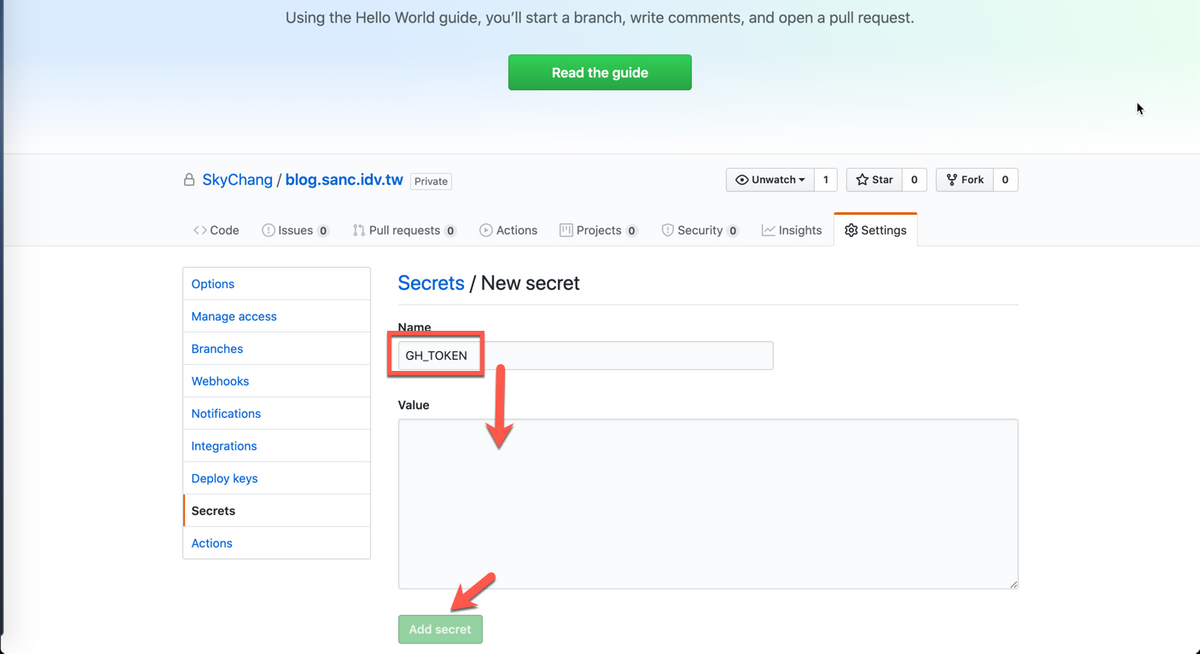 Using the Hello World guide, you’ll start a branch, write comments, and open a pull request.
Read the guide
SkyChang / blog.sanc.idv.tw Private
Unwatch 1 Star 0 Fork 0
Code Issues 0 Pull requests 0 Actions Projects 0 Security 0 Insights Settings
Options
Manage access
Branches
Webhooks
Notifications
Integrations
Deploy keys
Secrets
Actions
Secrets / New secret
Name
GH_TOKEN
Value
Add secret